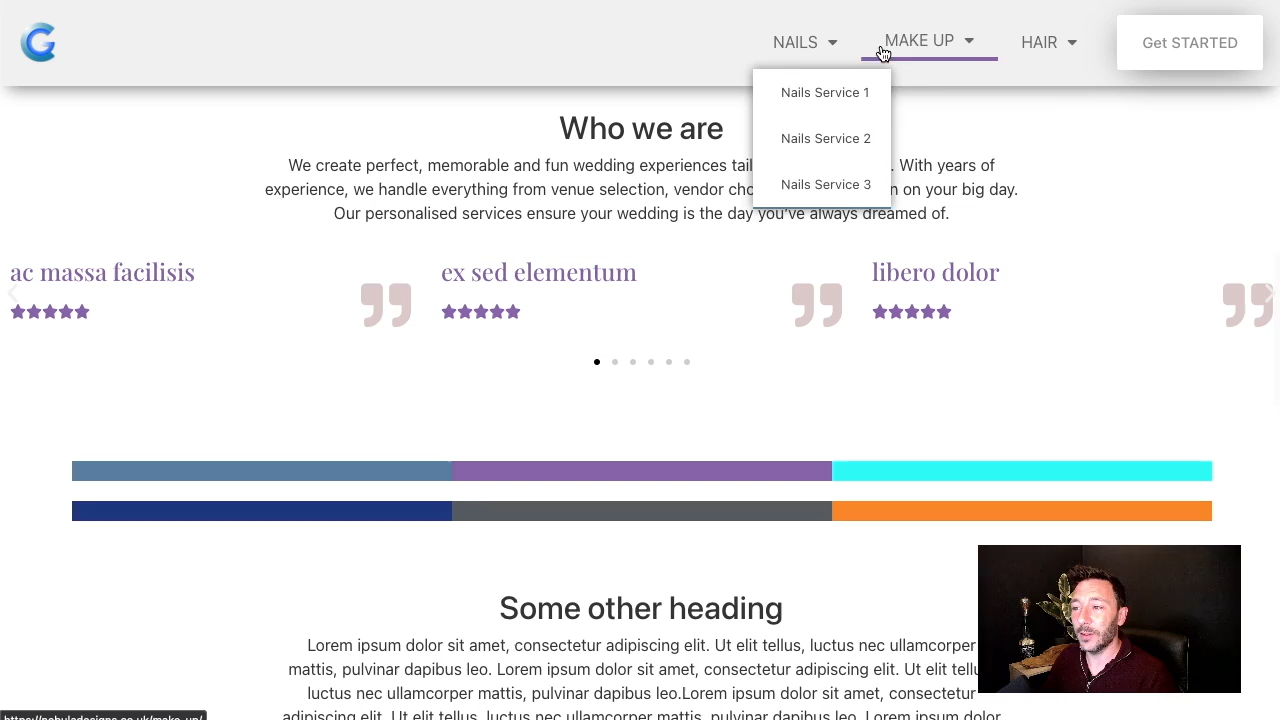 G
NAILS MAKE UP HAIR Get STARTED
Nails Service 1
Nails Service 2
Nails Service 3
Who we are
We create perfect, memorable and fun wedding experiences . With years of
experience, we handle everything from venue selection, vendor on your big day.
Our personalised services ensure your wedding is the day you've always dreamed of.
ac massa facilisis
ex sed elementum
libero dolor
Some other heading
Lorem ipsum dolor sit amet, consectetur adipiscing elit. Ut elit tellus, luctus nec ullamcorper
mattis, pulvinar dapibus leo. Lorem ipsum dolor sit amet, consectetur adipiscing elit. Ut elit
luctus nec ullamcorper mattis, pulvinar dapibus leo.Lorem ipsum dolor sit amet, consectetur
adipiscing elit. Ut elit tellus, luctus nec ullamcorper mattis, pulvinar dapibus leo. Lorem ipsum dolor
https://nebuladesigns.co.uk/make-up/